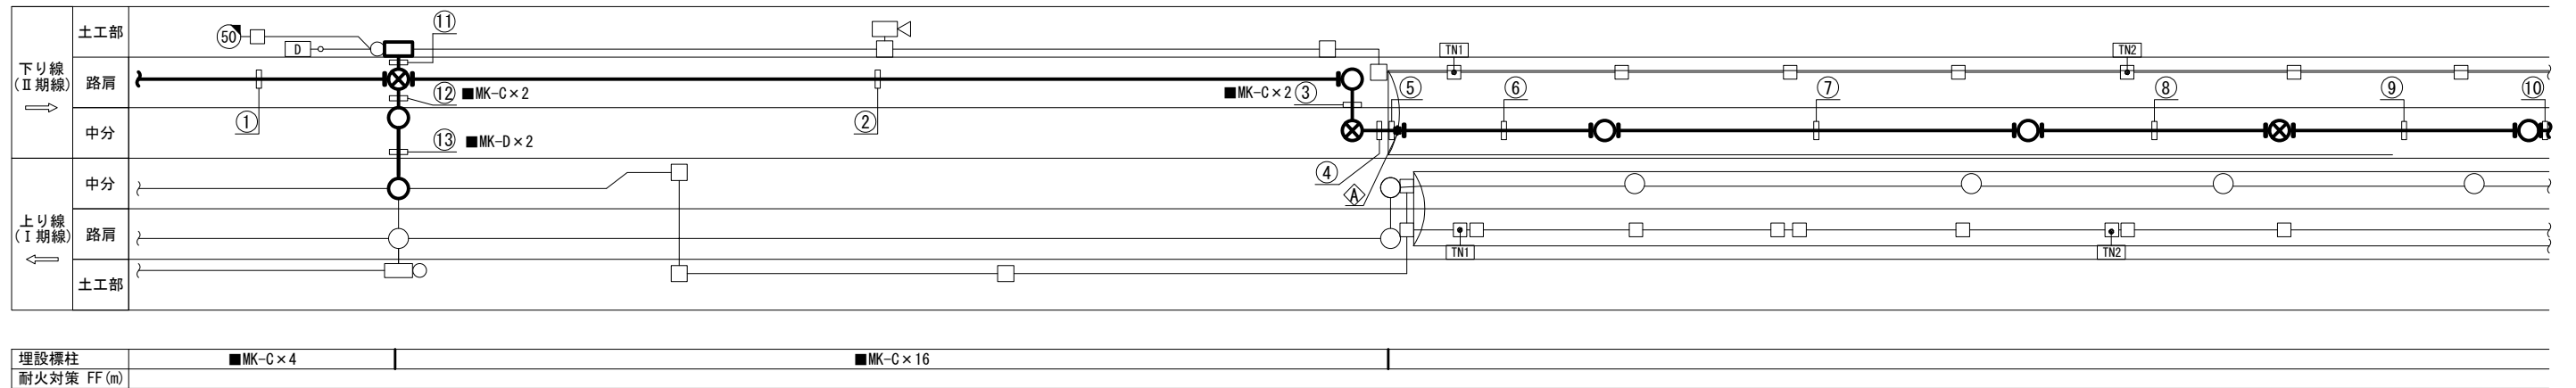 下り線
(Ⅱ期線)
土工部
路肩
中分
上り線
(Ⅰ期線)
中分
路肩
土工部
50
D
⑪
⑫ ■MK-C×2
⑬ ■MK-D×2
①
②
■MK-C×2 ③
④
A
⑤
⑥
⑦
⑧
⑨
⑩
TN1
TN2
TN1
TN2
埋設標柱 ■MK-C×4 ■MK-C×16
耐火対策 FF(m)